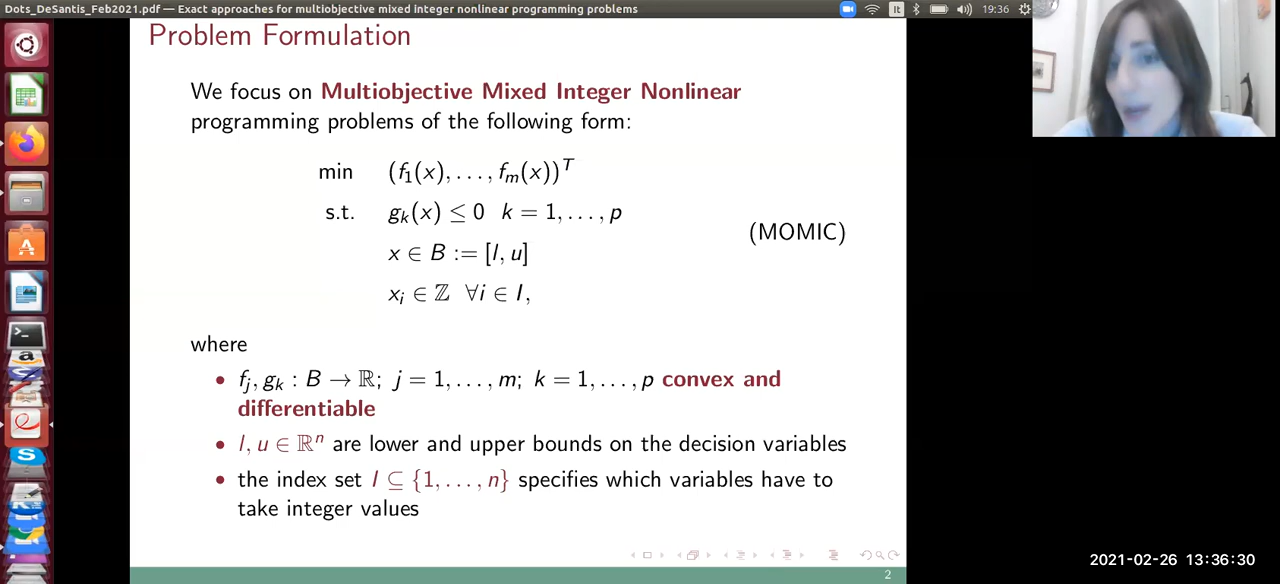 Dots_DeSantis_Feb2021.pdf — Exact approaches for multiobjective mixed integer nonlinear programming problems
It
19:36
Problem Formulation
We focus on Multiobjective Mixed Integer Nonlinear
programming problems of the following form:
min (f₁(x), . . . , fₘ(x))ᵀ
s.t. gₖ(x) ≤ 0 k = 1, . . . , p
(MOMIC)
x ∈ B := [l, u]
xᵢ ∈ ℤ ∀i ∈ I,
where
• fⱼ, gₖ : B → ℝ; j = 1, . . . , m; k = 1, . . . , p convex and
differentiable
• l, u ∈ ℝⁿ are lower and upper bounds on the decision variables
• the index set I ⊆ {1, . . . , n} specifies which variables have to
take integer values
2
2021-02-26 13:36:30